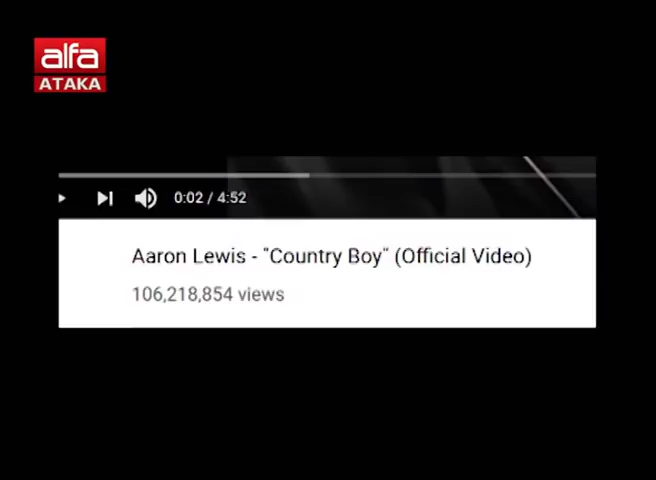 alfa
ATAKA
0:02 / 4:52
Aaron Lewis - "Country Boy" (Official Video)
106,218,854 views